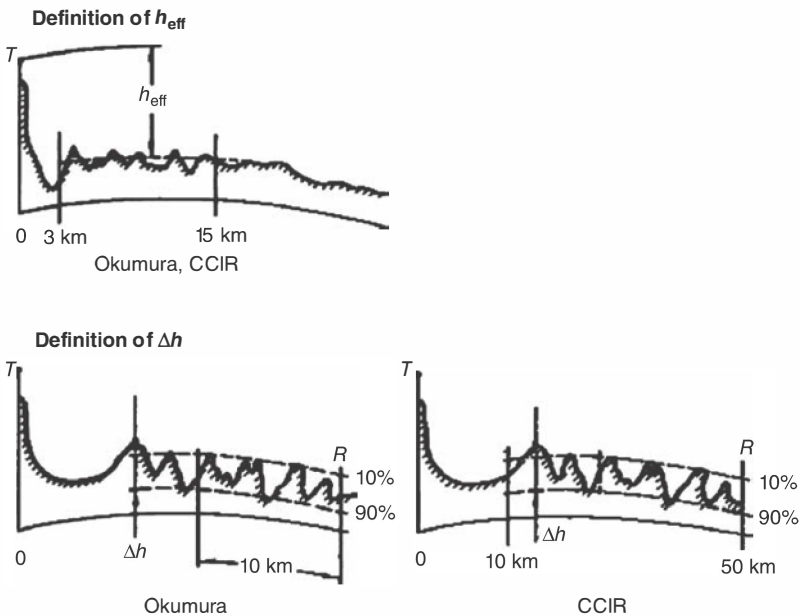 Definition of heff
T
heff
0 3 km 15 km
Okumura, CCIR
Definition of Δh
T
R
10%
90%
Δh
0
10 km
Okumura
T
R
10%
90%
Δh
0
10 km
50 km
CCIR